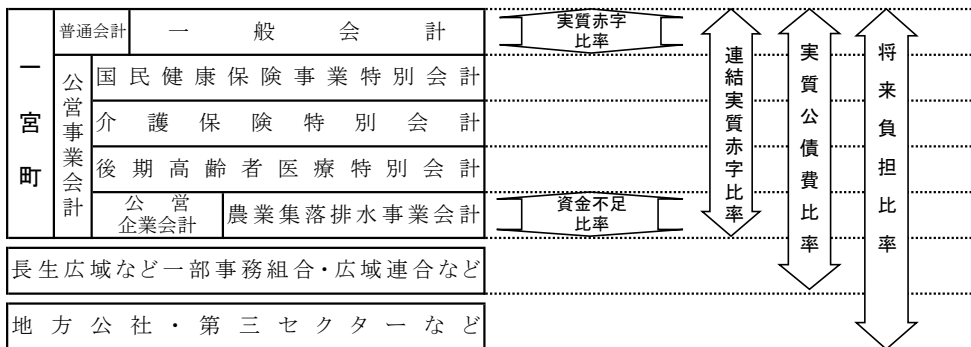 一宮町
普通会計
一般会計
公営事業会計
国民健康保険事業特別会計
介護保険特別会計
後期高齢者医療特別会計
公営
企業会計
農業集落排水事業会計
長生広域など一部事務組合・広域連合など
地方公社・第三セクターなど
実質赤字
比率
資金不足
比率
連結実質赤字比率
実質公債費比率
将来負担比率